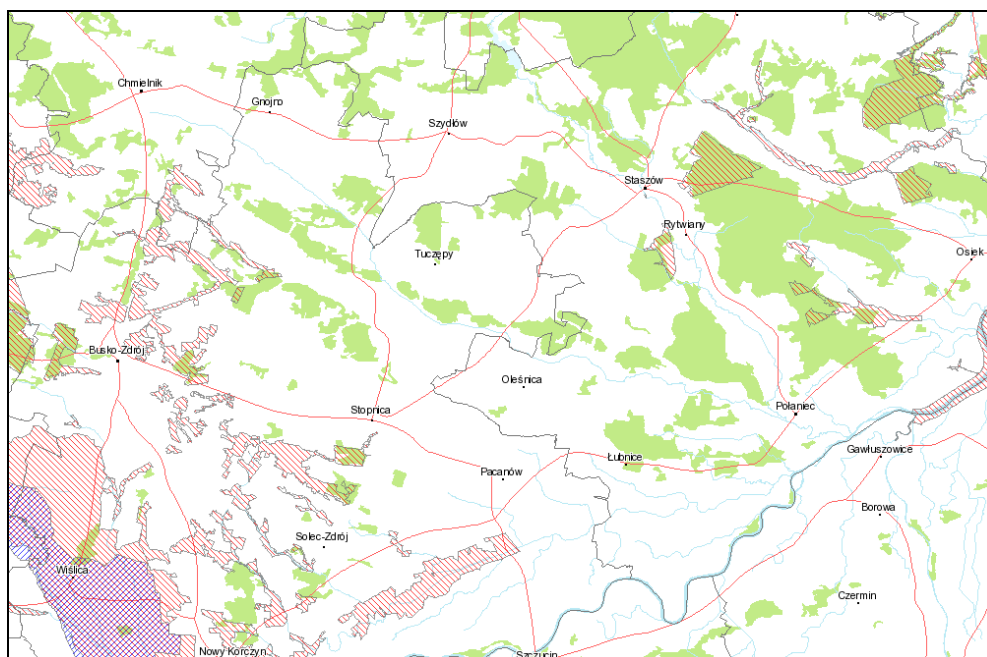 Chmielnik
Gnojno
Szydłów
Staszów
Rytwiany
Tuczępy
Osiek
Busko-Zdrój
Oleśnica
Stopnica
Połaniec
Łubnice
Gawłuszowice
Pacanów
Borowa
Solec-Zdrój
Wiślica
Czermin
Nowy Korczyn
Szczucin